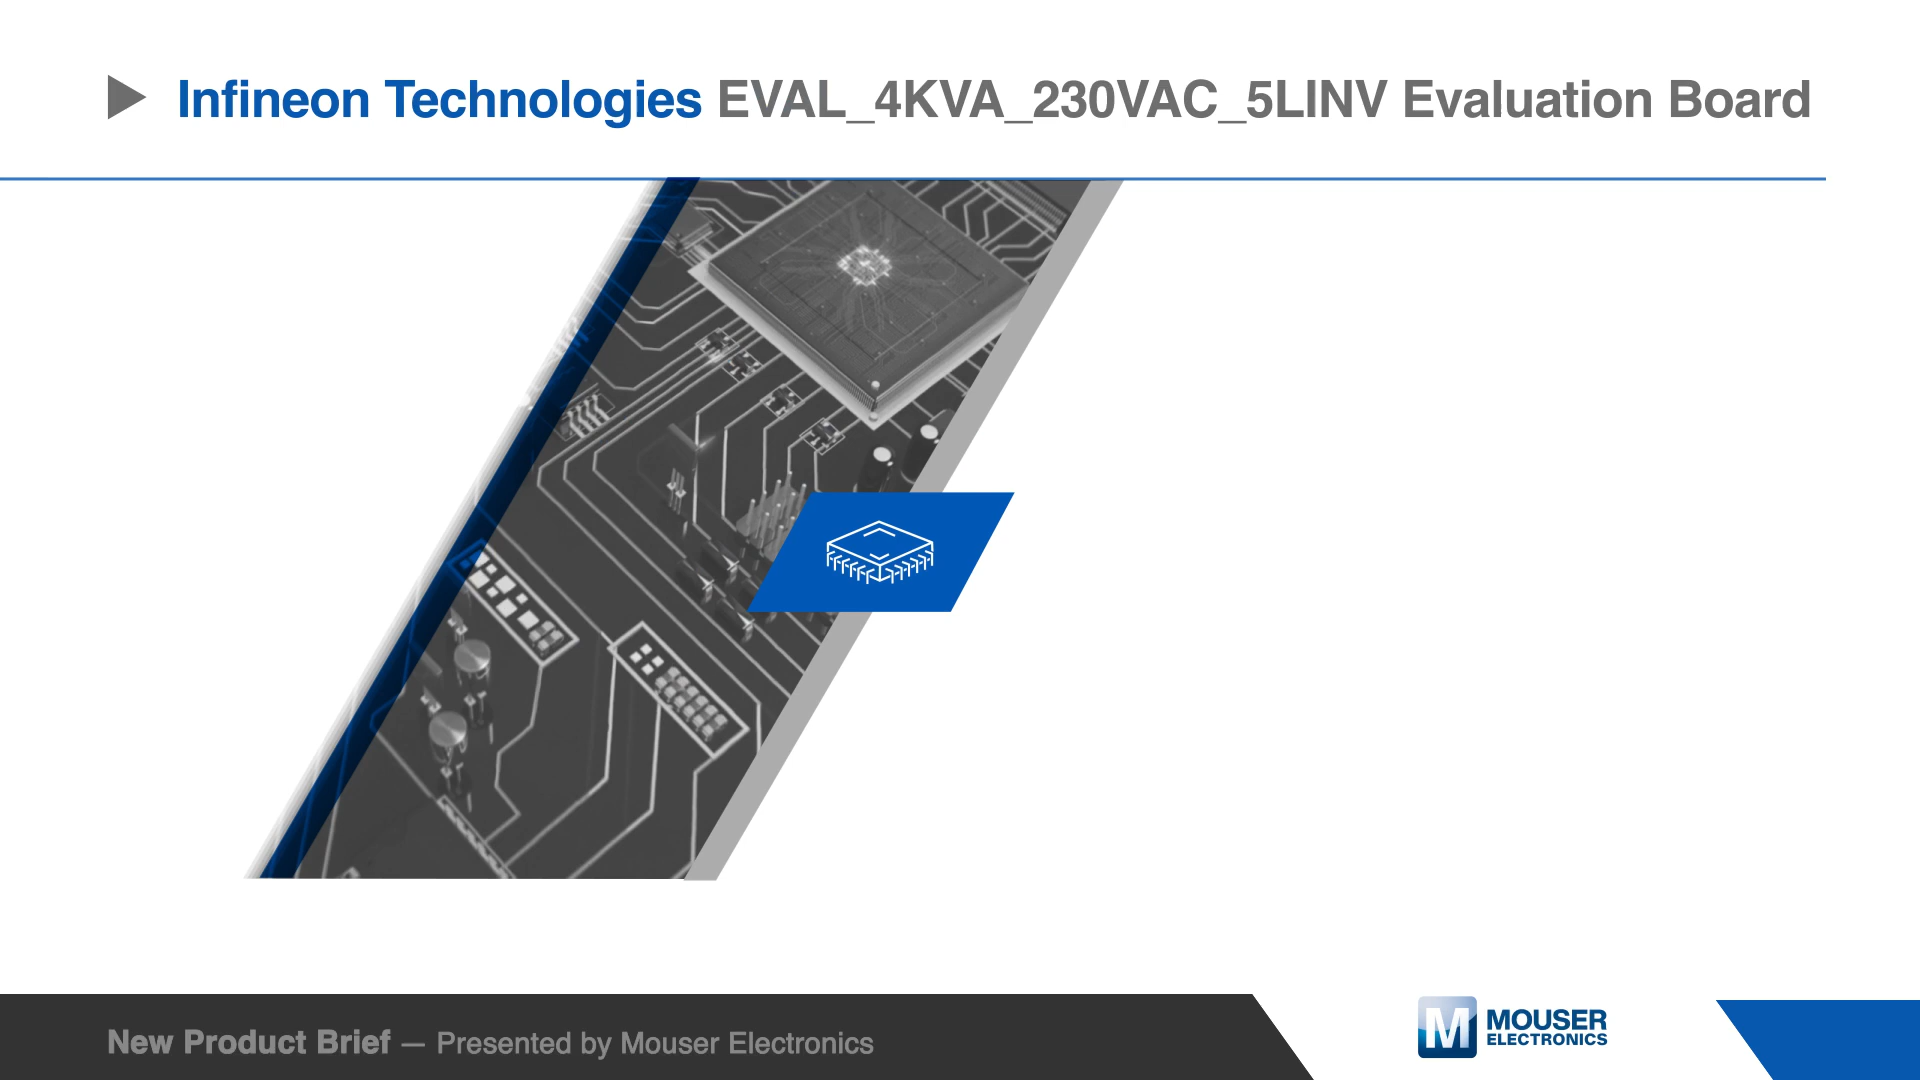 Infineon Technologies EVAL_4KVA_230VAC_5LINV Evaluation Board
New Product Brief — Presented by Mouser Electronics
M MOUSER
ELECTRONICS